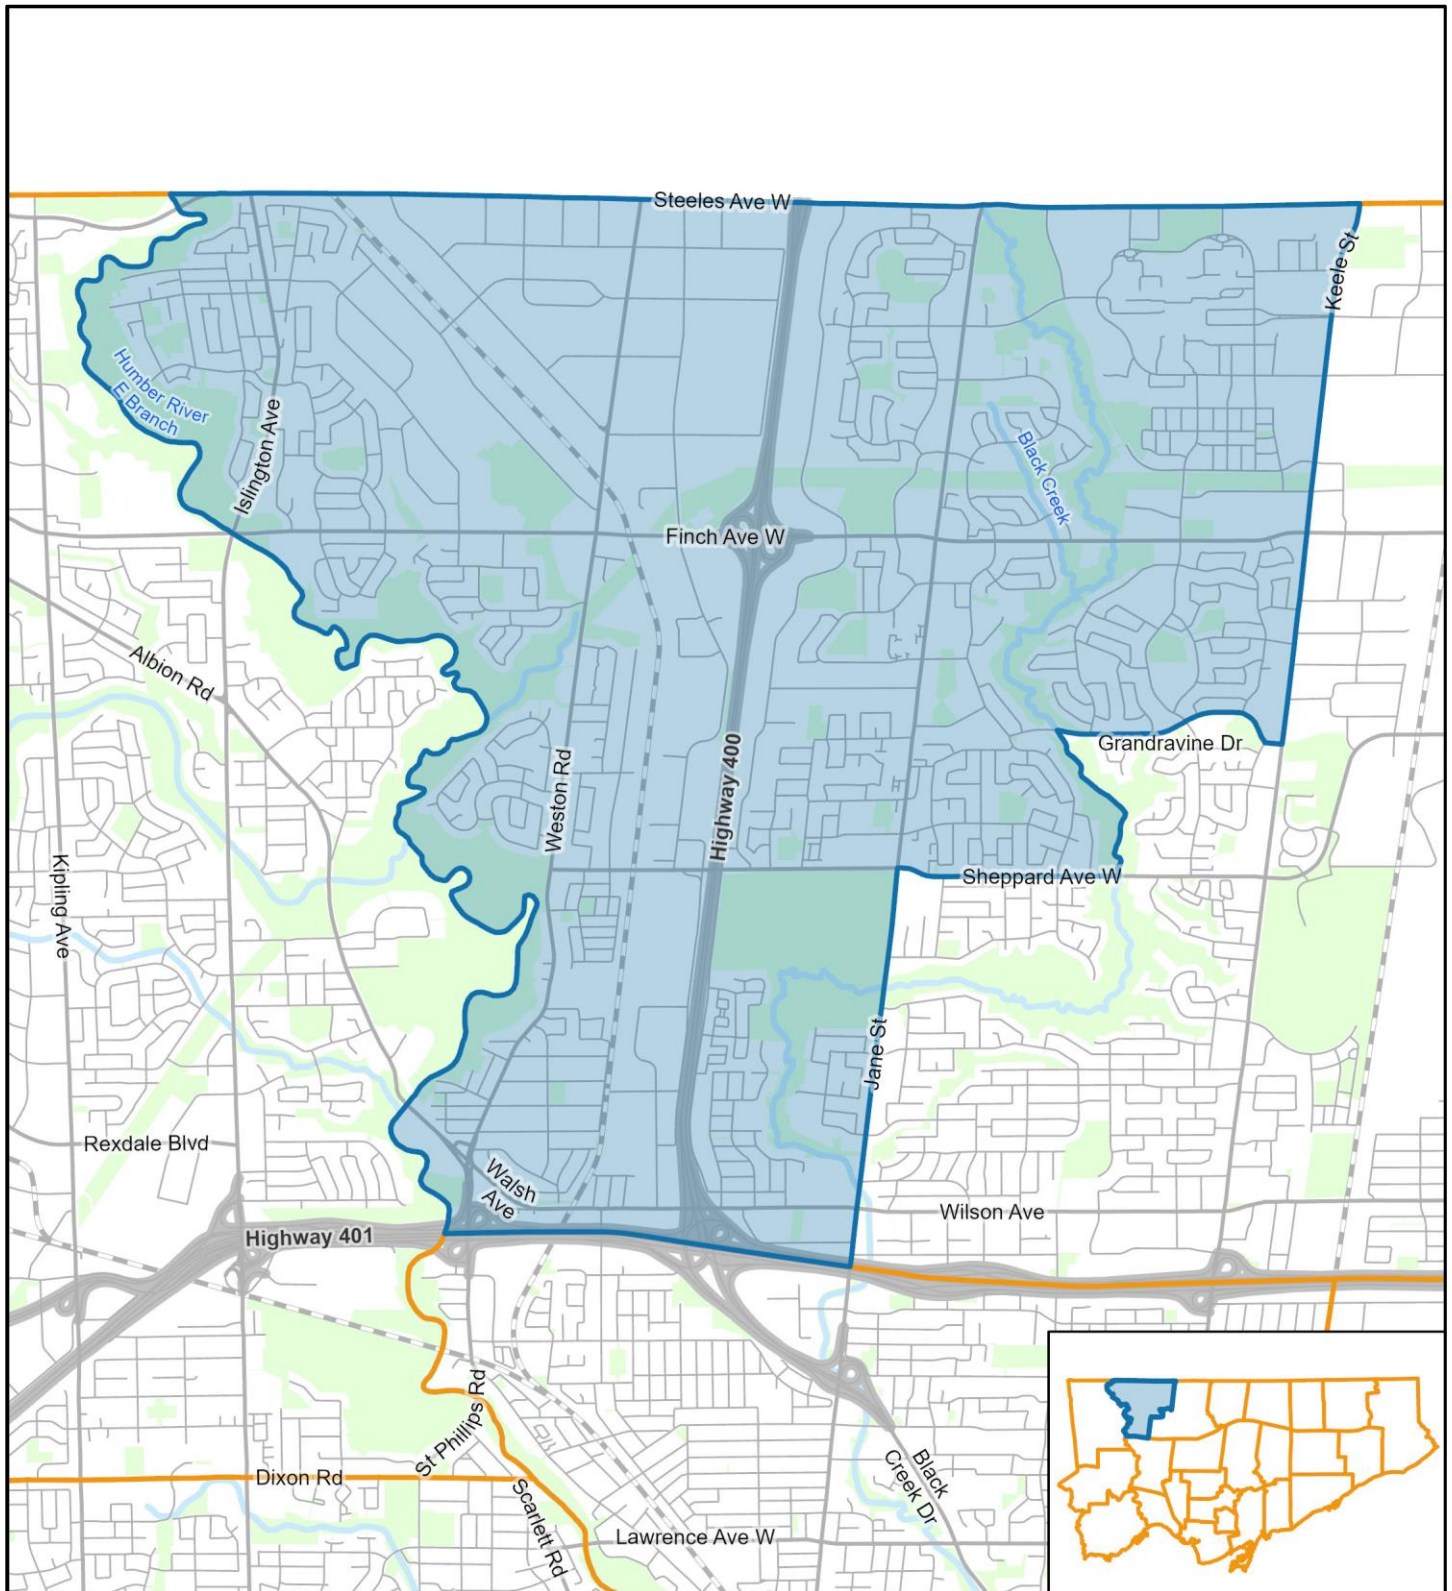 Steeles Ave W
Keele St
Humber River
E Branch
Islington Ave
Black Creek
Finch Ave W
Albion Rd
Weston Rd
Highway 400
Grandravine Dr
Kipling Ave
Sheppard Ave W
Jane St
Rexdale Blvd
Walsh
Ave
Wilson Ave
Highway 401
St Phillips Rd
Dixon Rd
Scarlett Rd
Black
Creek Dr
Lawrence Ave W